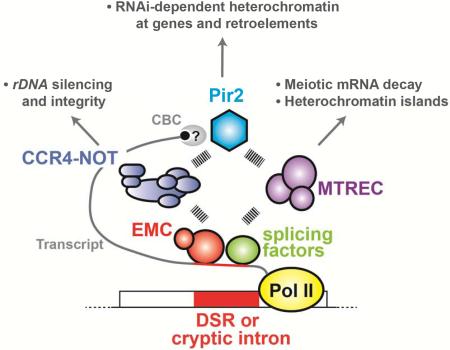 • RNAi-dependent heterochromatin
at genes and retroelements
• rDNA silencing
and integrity
Pir2
• Meiotic mRNA decay
• Heterochromatin islands
CBC
?
CCR4-NOT
MTREC
EMC
splicing
factors
Transcript
Pol II
DSR or
cryptic intron